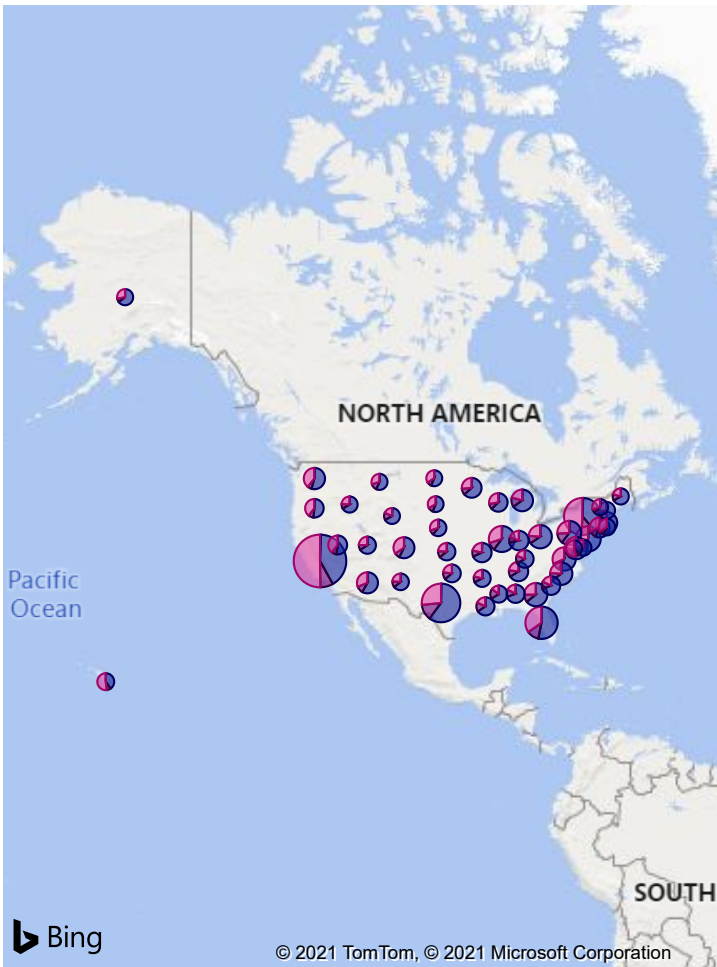 NORTH AMERICA
Pacific
Ocean
SOUTH
Bing
© 2021 TomTom, © 2021 Microsoft Corporation